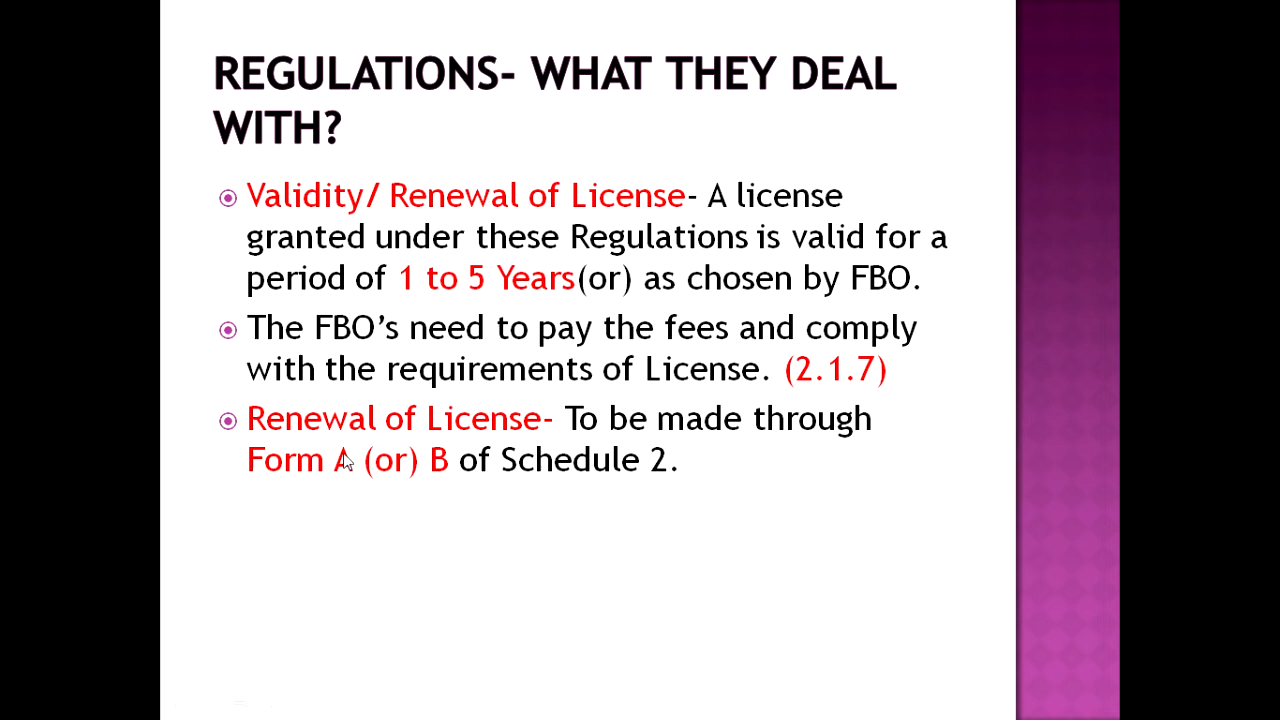 REGULATIONS- WHAT THEY DEAL
WITH?
Validity/ Renewal of License- A license
granted under these Regulations is valid for a
period of 1 to 5 Years(or) as chosen by FBO.
The FBO’s need to pay the fees and comply
with the requirements of License. (2.1.7)
Renewal of License- To be made through
Form A (or) B of Schedule 2.